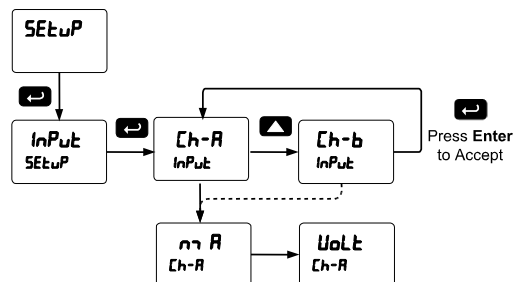 SEtuP
InPut
SEtuP
Ch-A
InPut
Ch-b
InPut
Press Enter
to Accept
mA
Ch-A
VoLt
Ch-A